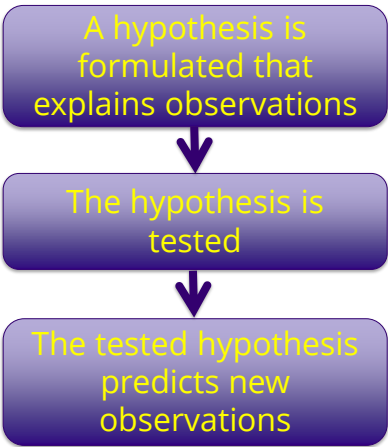 A hypothesis is
formulated that
explains observations
The hypothesis is
tested
The tested hypothesis
predicts new
observations